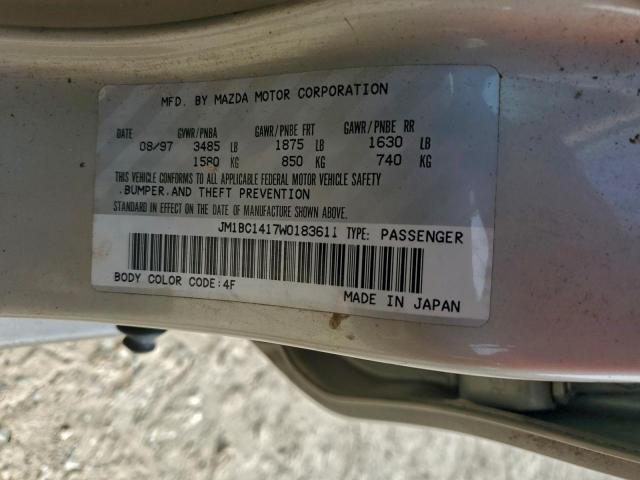 MFD. BY MAZDA MOTOR CORPORATION
DATE GVWR/PNBA GAWR/PNBE FRT GAWR/PNBE RR
08/97 3485 LB 1875 LB 1630 LB
1580 KG 850 KG 740 KG
THIS VEHICLE CONFORMS TO ALL APPLICABLE FEDERAL MOTOR VEHICLE SAFETY
,BUMPER,AND THEFT PREVENTION
STANDARD IN EFFECT ON THE DATE OF MANUFACTURE SHOWN ABOVE.
JM1BC1417W0183611 TYPE: PASSENGER
BODY COLOR CODE:4F MADE IN JAPAN